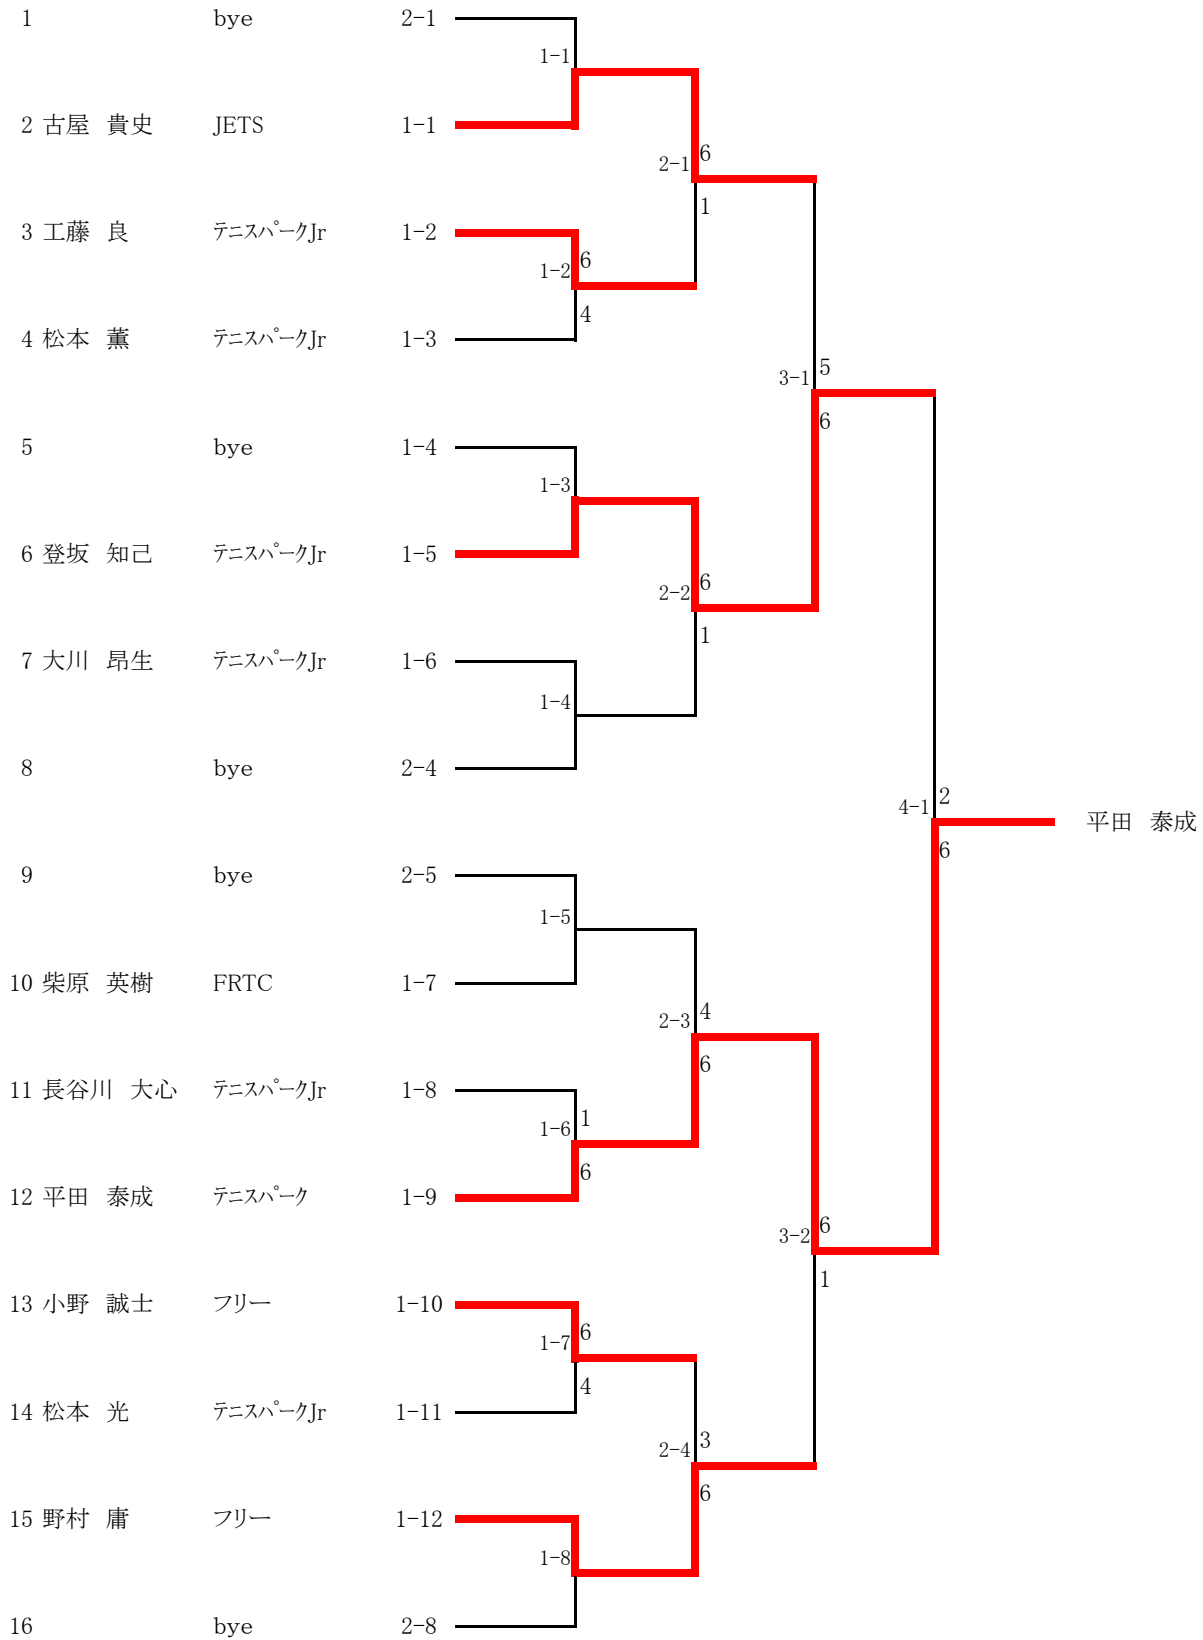 1 bye 2-1
1-1
2 古屋 貴史 JETS 1-1
6
2-1
1
3 工藤 良 ﾃﾆｽﾊﾟｰｸJr 1-2
6
1-2
4
4 松本 薫 ﾃﾆｽﾊﾟｰｸJr 1-3
5
3-1
6
5 bye 1-4
1-3
6 登坂 知己 ﾃﾆｽﾊﾟｰｸJr 1-5
6
2-2
1
7 大川 昂生 ﾃﾆｽﾊﾟｰｸJr 1-6
1-4
8 bye 2-4
2
4-1
平田 泰成
6
9 bye 2-5
1-5
10 柴原 英樹 FRTC 1-7
4
2-3
6
11 長谷川 大心 ﾃﾆｽﾊﾟｰｸJr 1-8
1
1-6
6
12 平田 泰成 ﾃﾆｽﾊﾟｰｸ 1-9
6
3-2
1
13 小野 誠士 フリー 1-10
6
1-7
4
14 松本 光 ﾃﾆｽﾊﾟｰｸJr 1-11
3
2-4
6
15 野村 庸 フリー 1-12
1-8
16 bye 2-8